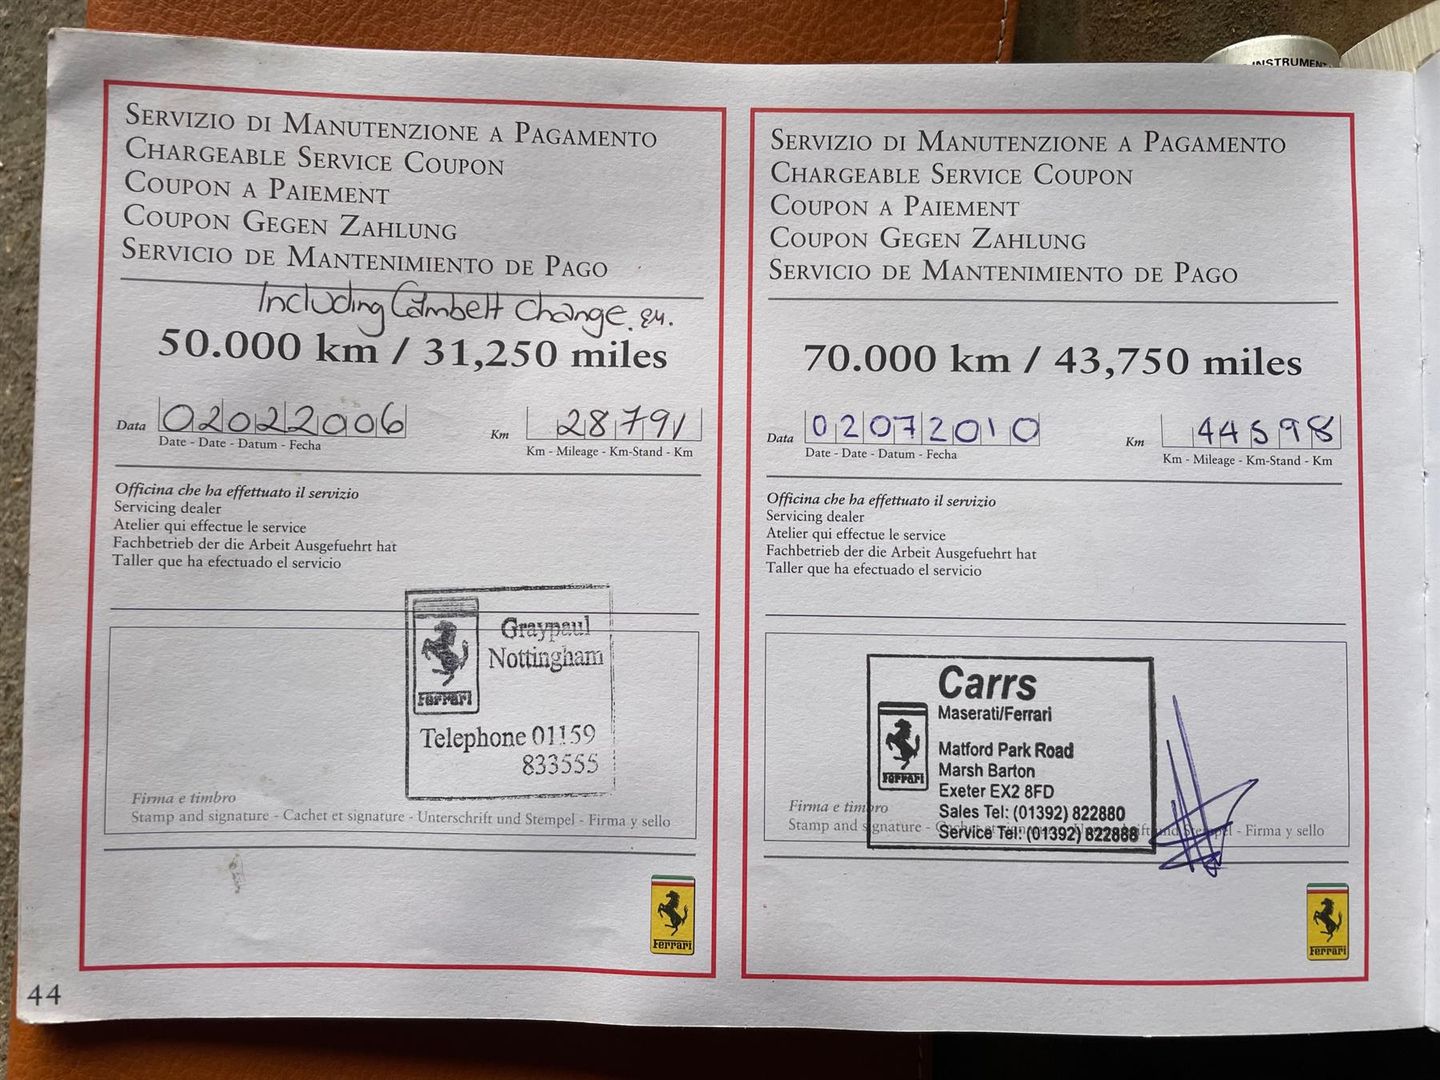 INSTRUMENT
Servizio di Manutenzione a Pagamento
Chargeable Service Coupon
Coupon a Paiement
Coupon Gegen Zahlung
Servicio de Mantenimiento de Pago
Including Cambelt Change.
50.000 km / 31,250 miles
Data 02022006
Date - Date - Datum - Fecha
Km 28791
Km - Mileage - Km-Stand - Km
Officina che ha effettuato il servizio
Servicing dealer
Atelier qui effectue le service
Fachbetrieb der die Arbeit Ausgefuehrt hat
Taller que ha efectuado el servicio
Graypaul
Nottingham
Ferrari
Telephone 01159
833555
Firma e timbro
Stamp and signature - Cachet et signature - Unterschrift und Stempel - Firma y sello
Ferrari
44
Servizio di Manutenzione a Pagamento
Chargeable Service Coupon
Coupon a Paiement
Coupon Gegen Zahlung
Servicio de Mantenimiento de Pago
70.000 km / 43,750 miles
Data 02072010
Date - Date - Datum - Fecha
Km 44598
Km - Mileage - Km-Stand - Km
Officina che ha effettuato il servizio
Servicing dealer
Atelier qui effectue le service
Fachbetrieb der die Arbeit Ausgefuehrt hat
Taller que ha efectuado el servicio
Carrs
Maserati/Ferrari
Ferrari
Matford Park Road
Marsh Barton
Exeter EX2 8FD
Sales Tel: (01392) 822880
Service Tel: (01392) 822888
Firma e timbro
Stamp and signature - Cachet et signature - Unterschrift und Stempel - Firma y sello
Ferrari